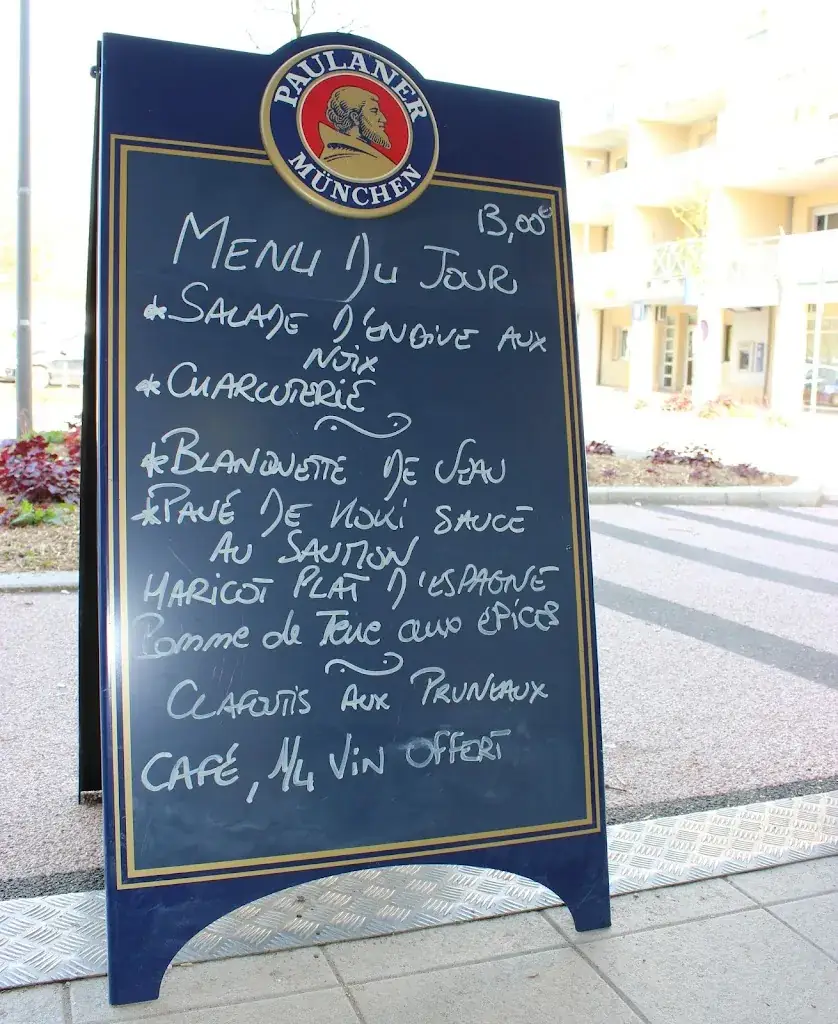 PAULANER
MÜNCHEN
13,00€
MENU DU JOUR
*SALADE D'ENDIVE AUX
NOIX
*CHARCUTERIE
*BLANQUETTE DE VEAU
*PAVÉ DE HOKI SAUCE
AU SAUMON
HARICOT PLAT D'ESPAGNE
Pomme de Terre aux épices
CLAFOUTIS AUX PRUNEAUX
CAFÉ, 1/4 VIN OFFERT